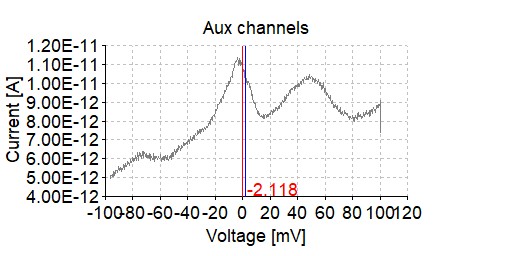 Aux channels
1.20E-11
1.10E-11
1.00E-11
9.00E-12
8.00E-12
7.00E-12
6.00E-12
5.00E-12
4.00E-12
Current [A]
-2.118
-100-80 -60 -40 -20 0 20 40 60 80 100 120
Voltage [mV]